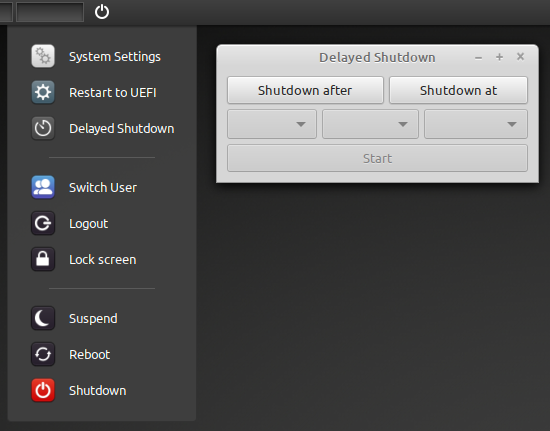 System Settings
Restart to UEFI
Delayed Shutdown
Switch User
Logout
Lock screen
Suspend
Reboot
Shutdown
Delayed Shutdown
Shutdown after
Shutdown at
Start